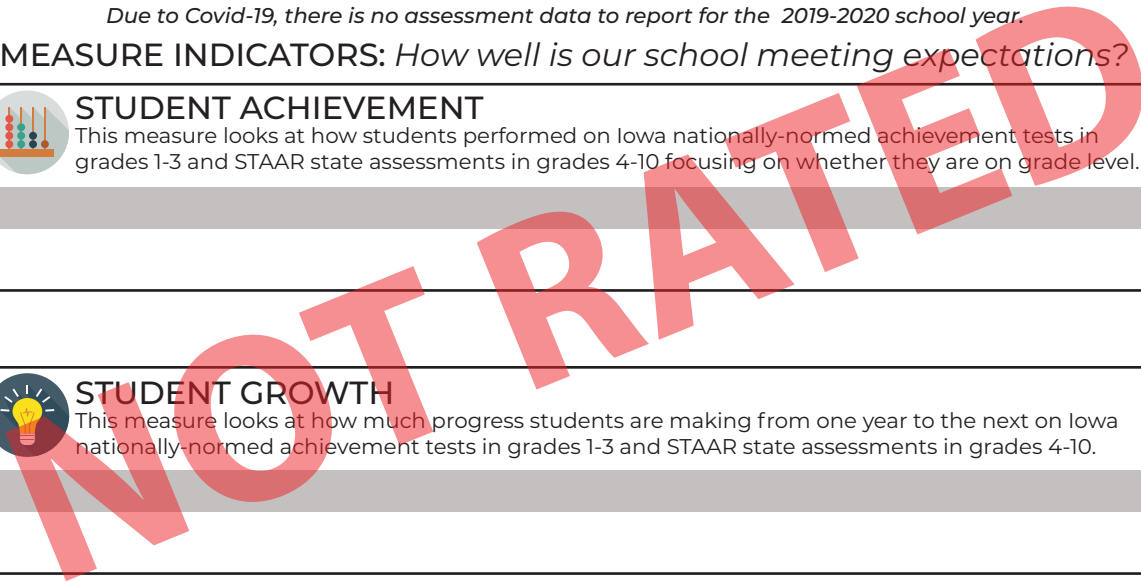 Due to Covid-19, there is no assessment data to report for the 2019-2020 school year.
MEASURE INDICATORS: How well is our school meeting expectations?
STUDENT ACHIEVEMENT
This measure looks at how students performed on Iowa nationally-normed achievement tests in
grades 1-3 and STAAR state assessments in grades 4-10 focusing on whether they are on grade level.
NOT RATED
STUDENT GROWTH
This measure looks at how much progress students are making from one year to the next on Iowa
nationally-normed achievement tests in grades 1-3 and STAAR state assessments in grades 4-10.